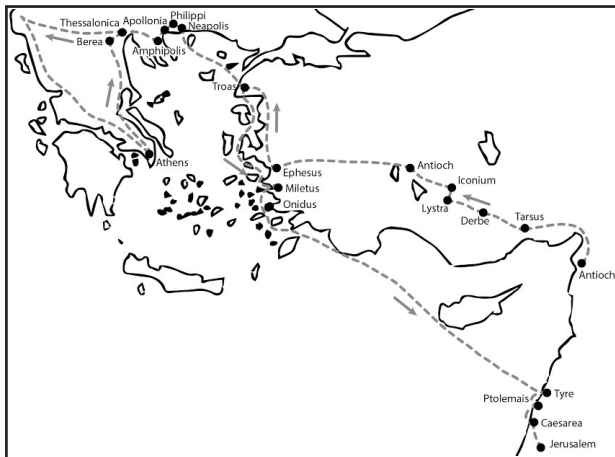 Philippi
Thessalonica Apollonia
Neapolis
Berea
Amphipolis
Troas
Athens
Ephesus
Antioch
Iconium
Miletus
Lystra
Onidus
Derbe
Tarsus
Antioch
Tyre
Ptolemais
Caesarea
Jerusalem